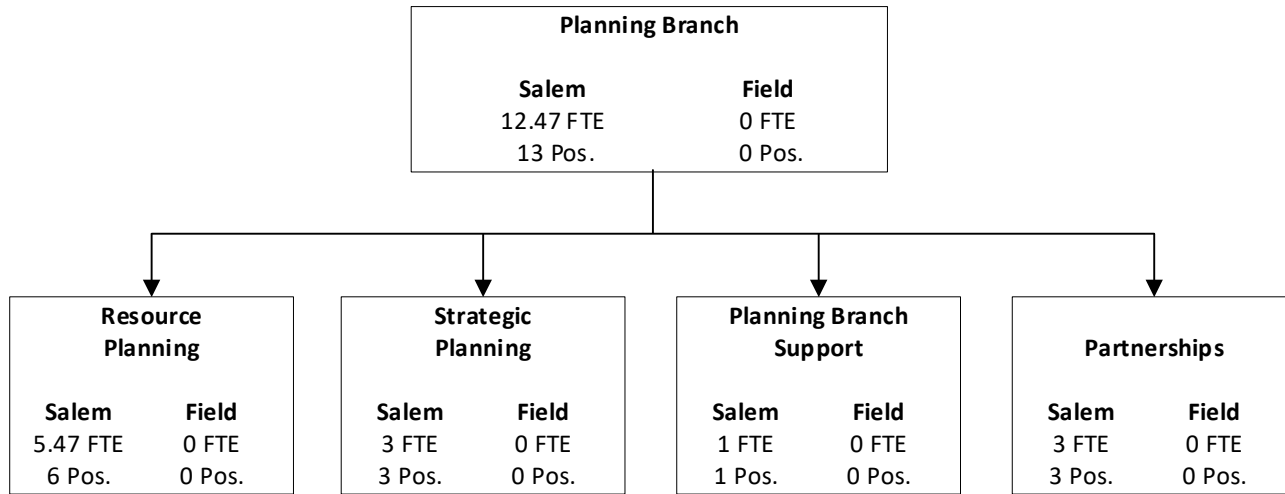 Planning Branch
Salem Field
12.47 FTE 0 FTE
13 Pos. 0 Pos.
Resource
Planning
Salem Field
5.47 FTE 0 FTE
6 Pos. 0 Pos.
Strategic
Planning
Salem Field
3 FTE 0 FTE
3 Pos. 0 Pos.
Planning Branch
Support
Salem Field
1 FTE 0 FTE
1 Pos. 0 Pos.
Partnerships
Salem Field
3 FTE 0 FTE
3 Pos. 0 Pos.